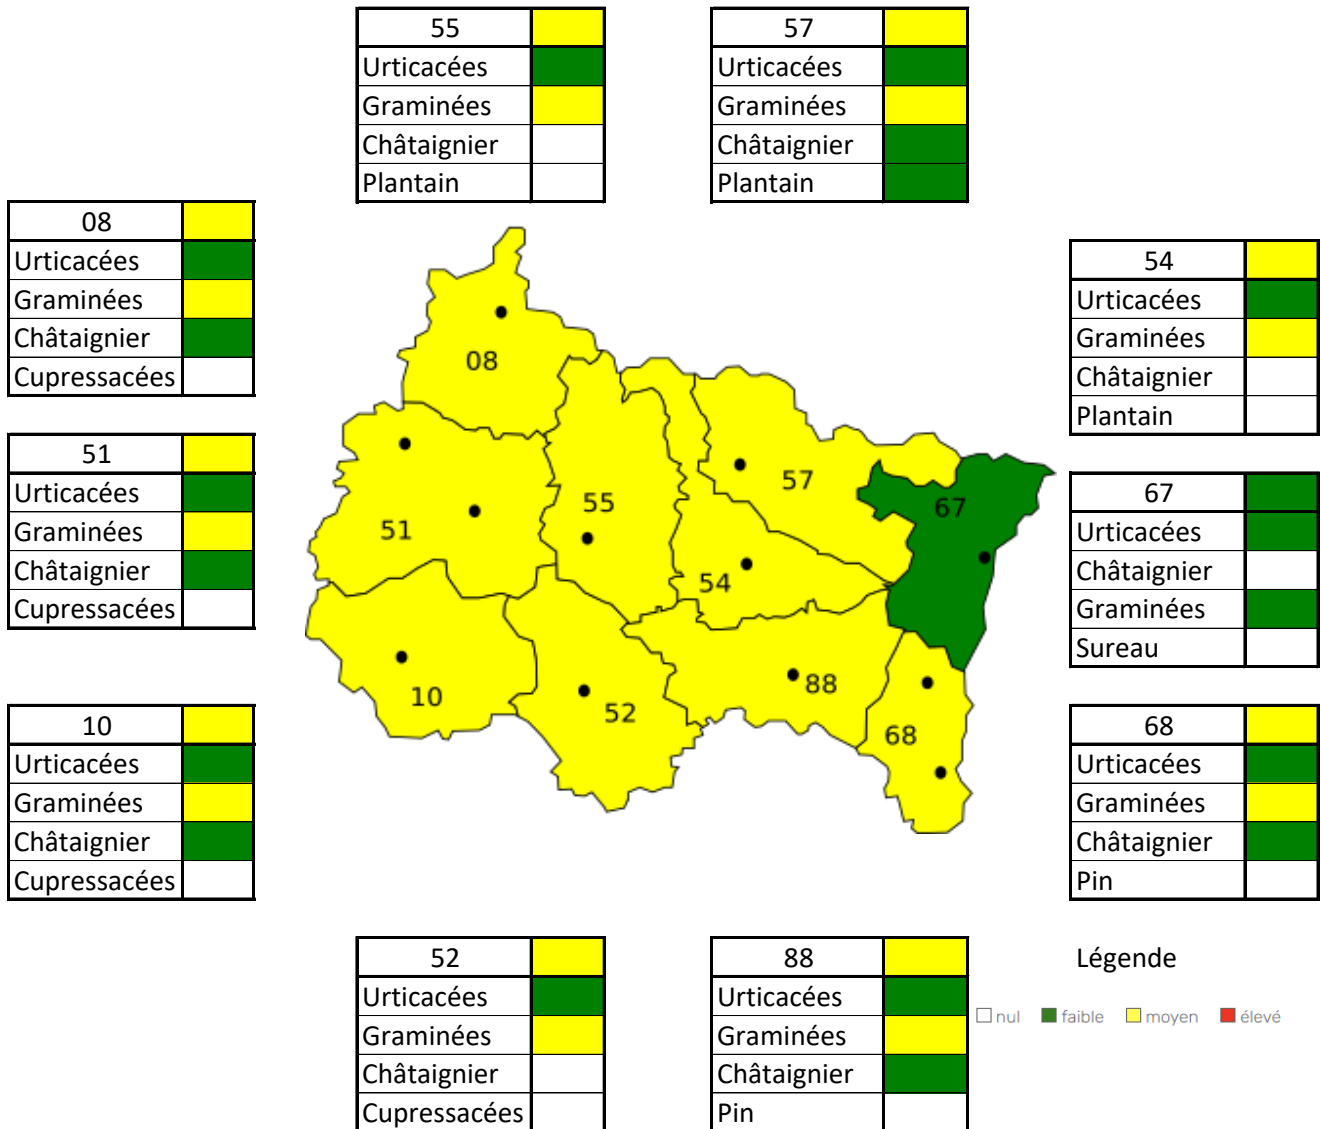 55
Urticacées
Graminées
Châtaignier
Plantain
57
Urticacées
Graminées
Châtaignier
Plantain
08
Urticacées
Graminées
Châtaignier
Cupressacées
54
Urticacées
Graminées
Châtaignier
Plantain
51
Urticacées
Graminées
Châtaignier
Cupressacées
67
Urticacées
Châtaignier
Graminées
Sureau
10
Urticacées
Graminées
Châtaignier
Cupressacées
68
Urticacées
Graminées
Châtaignier
Pin
08
57
55
67
51
54
88
10
52
68
52
Urticacées
Graminées
Châtaignier
Cupressacées
88
Urticacées
Graminées
Châtaignier
Pin
Légende
nul faible moyen élevé